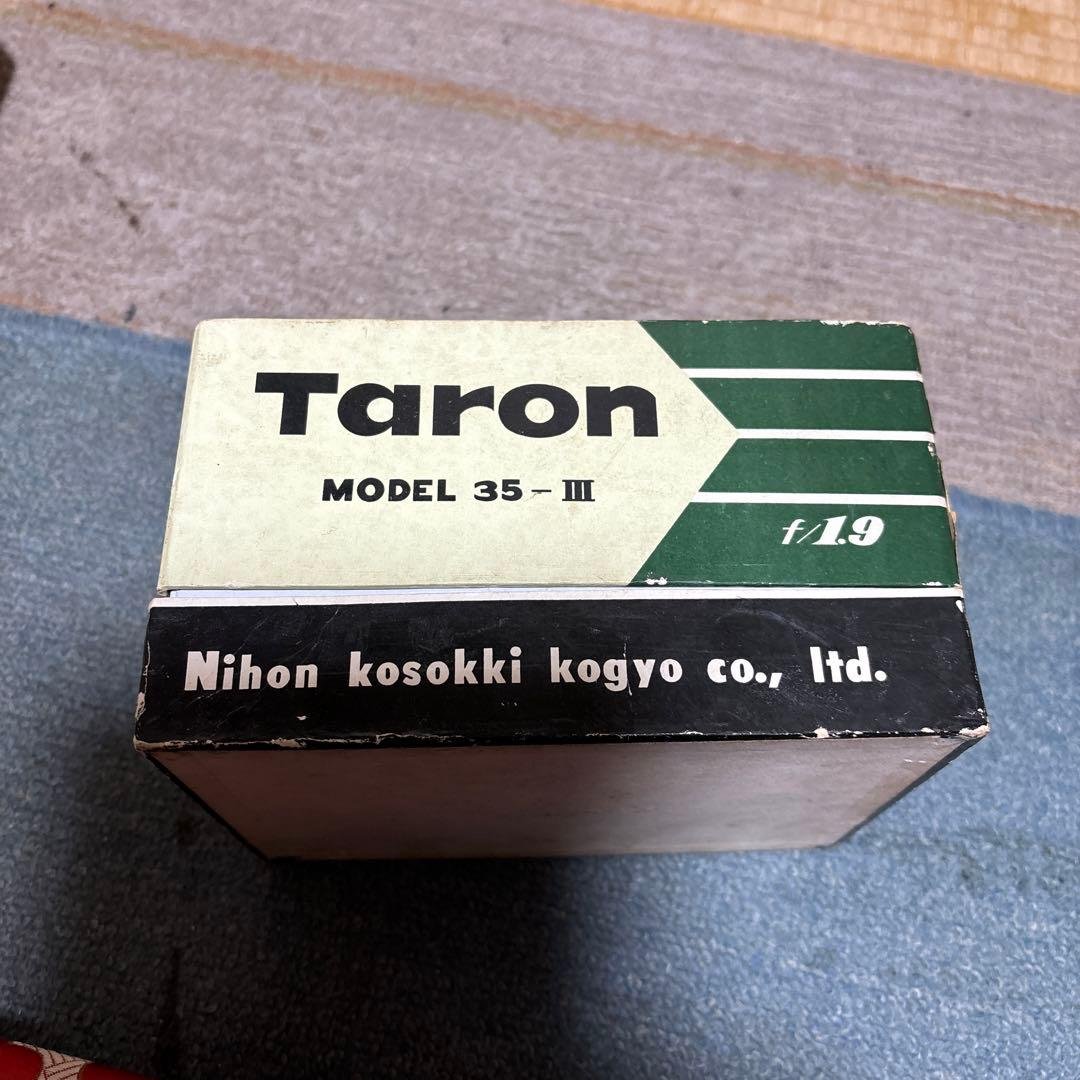 Taron
MODEL 35-III
f/1.9
Nihon kosokki kogyo co., ltd.